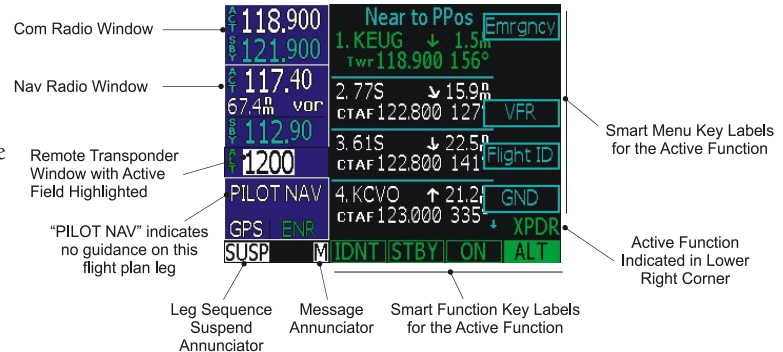 Com Radio Window
Nav Radio Window
e
Remote Transponder
Window with Active
Field Highlighted
"PILOT NAV" indicates
no guidance on this
flight plan leg
Leg Sequence
Suspend
Annunciator
Message
Annunciator
Smart Function Key Labels
for the Active Function
Smart Menu Key Labels
for the Active Function
Active Function
Indicated in Lower
Right Corner
ACT 118.900
SBY 121.900
ACT 117.40
67.4nm vor
SBY 112.90
ALT 1200
PILOT NAV
GPS ENR
SUSP M
Near to PPos
1. KEUG ↓ 1.5
Twr 118.900 156°
2. 77S ↘ 15.9nm
CTAF 122.800 127
3. 61S ↓ 22.5
CTAF 122.800 141
4. KCVO ↑ 21.2
CTAF 123.000 335
Emrgncy
VFR
Flight ID
GND
↓ XPDR
IDNT STBY ON ALT